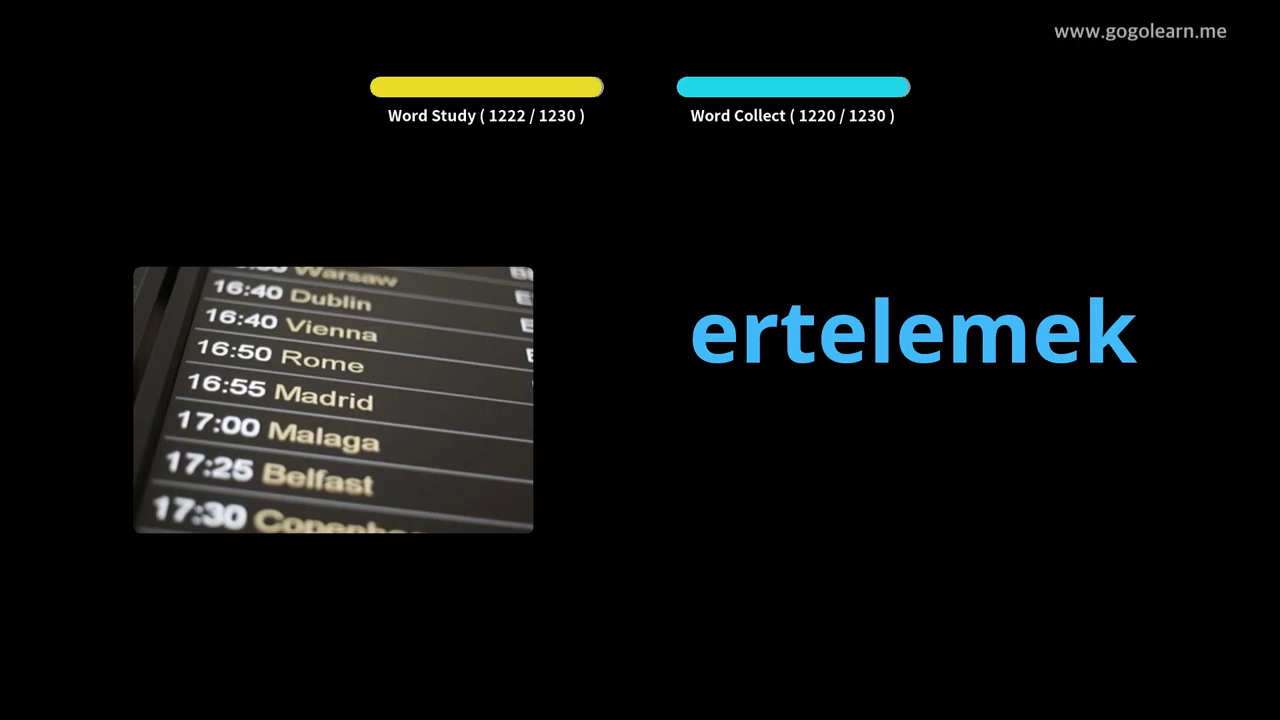 www.gogolearn.me
Word Study ( 1222 / 1230 )
Word Collect ( 1220 / 1230 )
Warsaw
16:40 Dublin
16:40 Vienna
16:50 Rome
16:55 Madrid
17:00 Malaga
17:25 Belfast
17:30
ertelemek